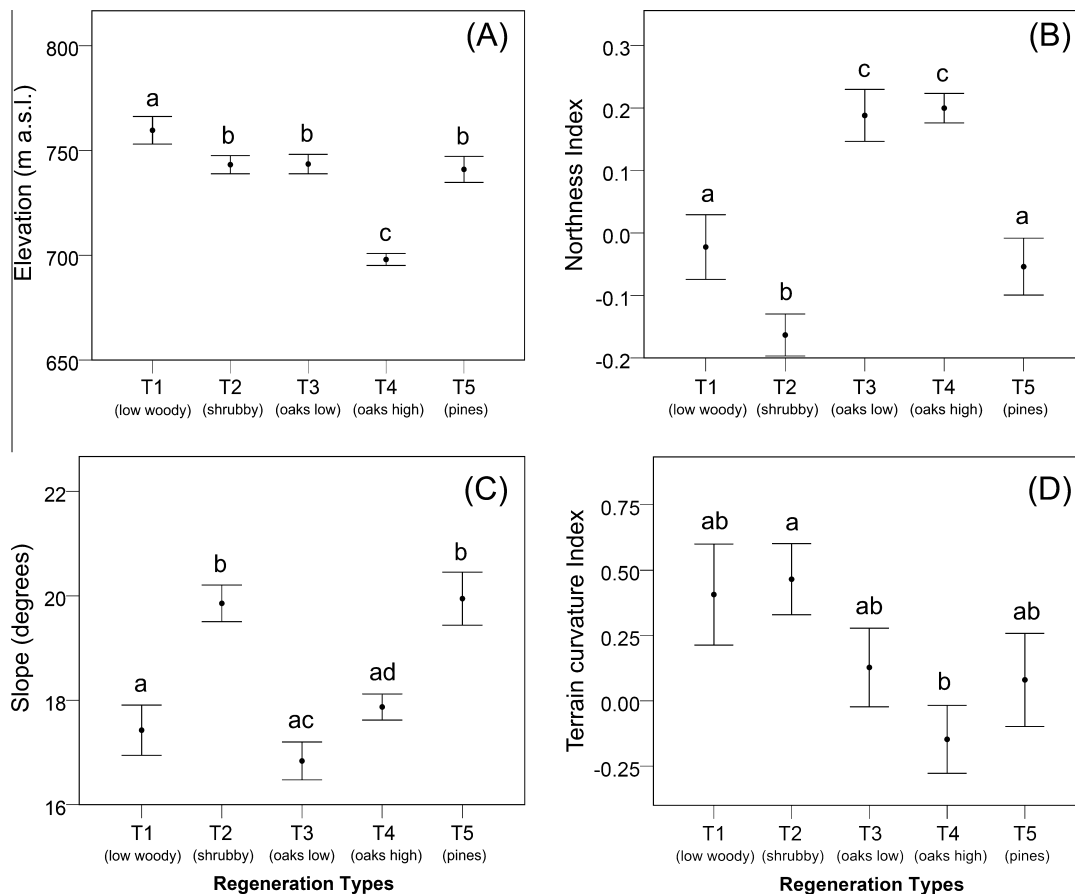 (A)
Elevation (m a.s.l.)
800
750
700
650
a
b
b
c
b
T1 T2 T3 T4 T5
(low woody) (shrubby) (oaks low) (oaks high) (pines)
(B)
Northness Index
0.3
0.2
0.1
0.0
-0.1
-0.2
a
b
c
c
a
T1 T2 T3 T4 T5
(low woody) (shrubby) (oaks low) (oaks high) (pines)
(C)
Slope (degrees)
22
20
18
16
a
b
ac
ad
b
T1 T2 T3 T4 T5
(low woody) (shrubby) (oaks low) (oaks high) (pines)
Regeneration Types
(D)
Terrain curvature Index
0.75
0.50
0.25
0.00
-0.25
ab
a
ab
b
ab
T1 T2 T3 T4 T5
(low woody) (shrubby) (oaks low) (oaks high) (pines)
Regeneration Types